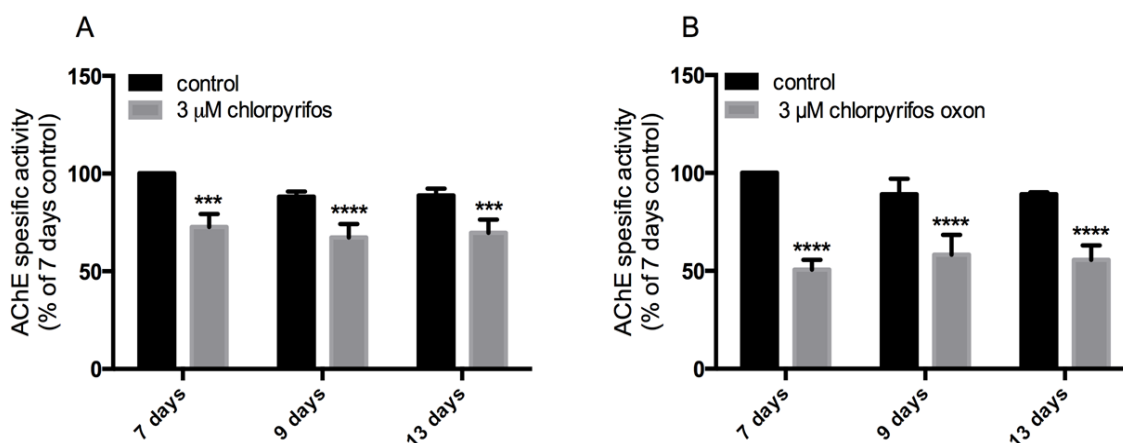 A
AChE spesific activity
(% of 7 days control)
150
100
50
0
control
3 μM chlorpyrifos
***
****
***
7 days
9 days
13 days
B
AChE spesific activity
(% of 7 days control)
150
100
50
0
control
3 μM chlorpyrifos oxon
****
****
****
7 days
9 days
13 days